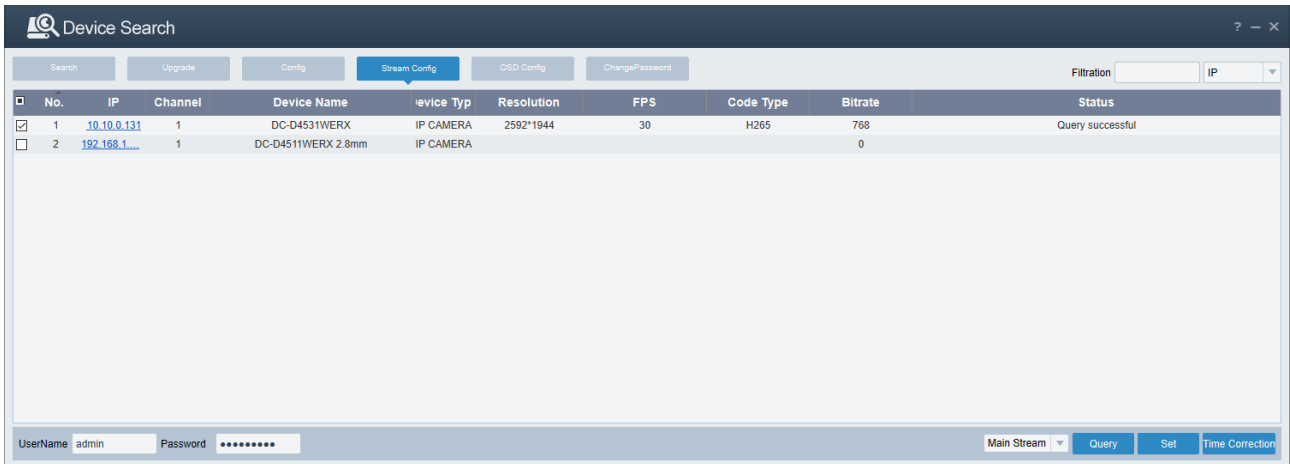 Device Search
? – ×
Search Upgrade Config Stream Config OSD Config ChangePassword Filtration IP
No. IP Channel Device Name evice Typ Resolution FPS Code Type Bitrate Status
1 10.10.0.131 1 DC-D4531WERX IP CAMERA 2592*1944 30 H265 768 Query successful
2 192.168.1.... 1 DC-D4511WERX 2.8mm IP CAMERA 0
UserName admin Password ●●●●●●●●● Main Stream Query Set Time Correction